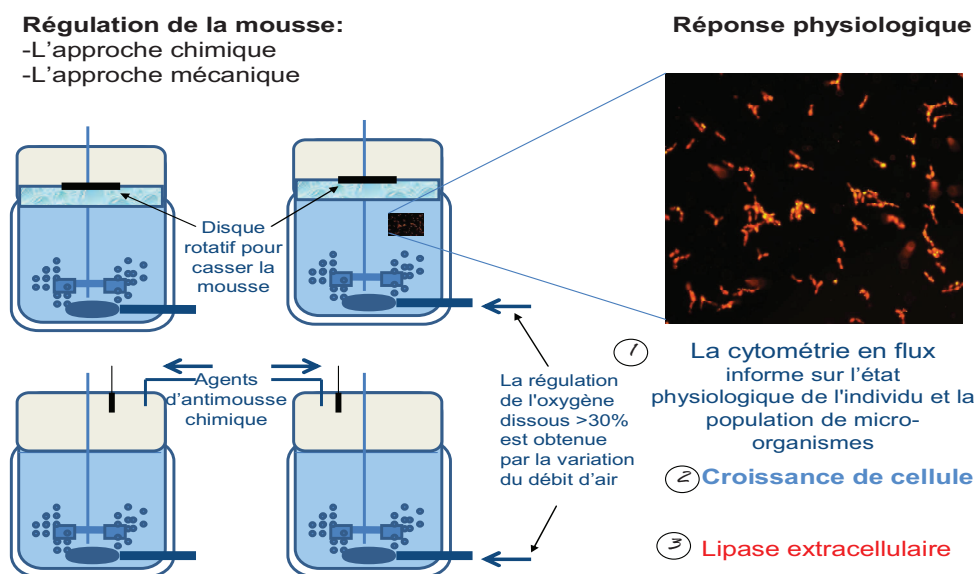 Régulation de la mousse:
-L'approche chimique
-L'approche mécanique
Réponse physiologique
Disque
rotatif pour
casser la
mousse
Agents
d'antimousse
chimique
La régulation
de l'oxygène
dissous >30%
est obtenue
par la variation
du débit d'air
1 La cytométrie en flux
informe sur l'état
physiologique de l'individu et la
population de micro-
organismes
2 Croissance de cellule
3 Lipase extracellulaire